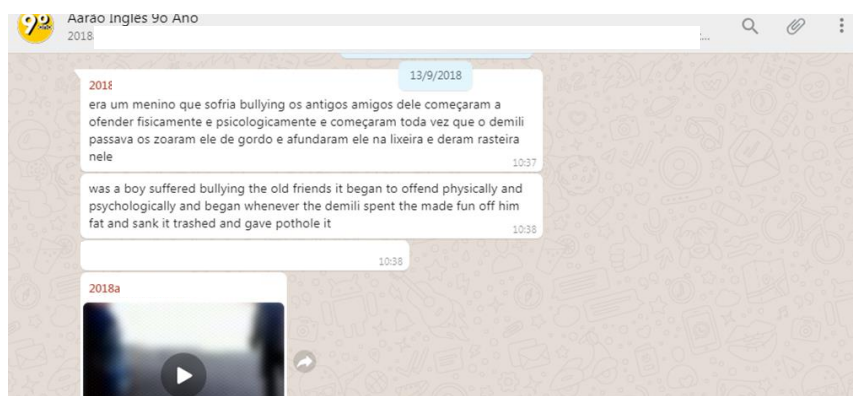 9º
Aarão Inglês 9o Ano
2018
...
13/9/2018
2018
era um menino que sofria bullying os antigos amigos dele começaram a
ofender fisicamente e psicologicamente e começaram toda vez que o demili
passava os zoaram ele de gordo e afundaram ele na lixeira e deram rasteira
nele
10:37
was a boy suffered bullying the old friends it began to offend physically and
psychologically and began whenever the demili spent the made fun off him
fat and sank it trashed and gave pothole it
10:38
10:38
2018a